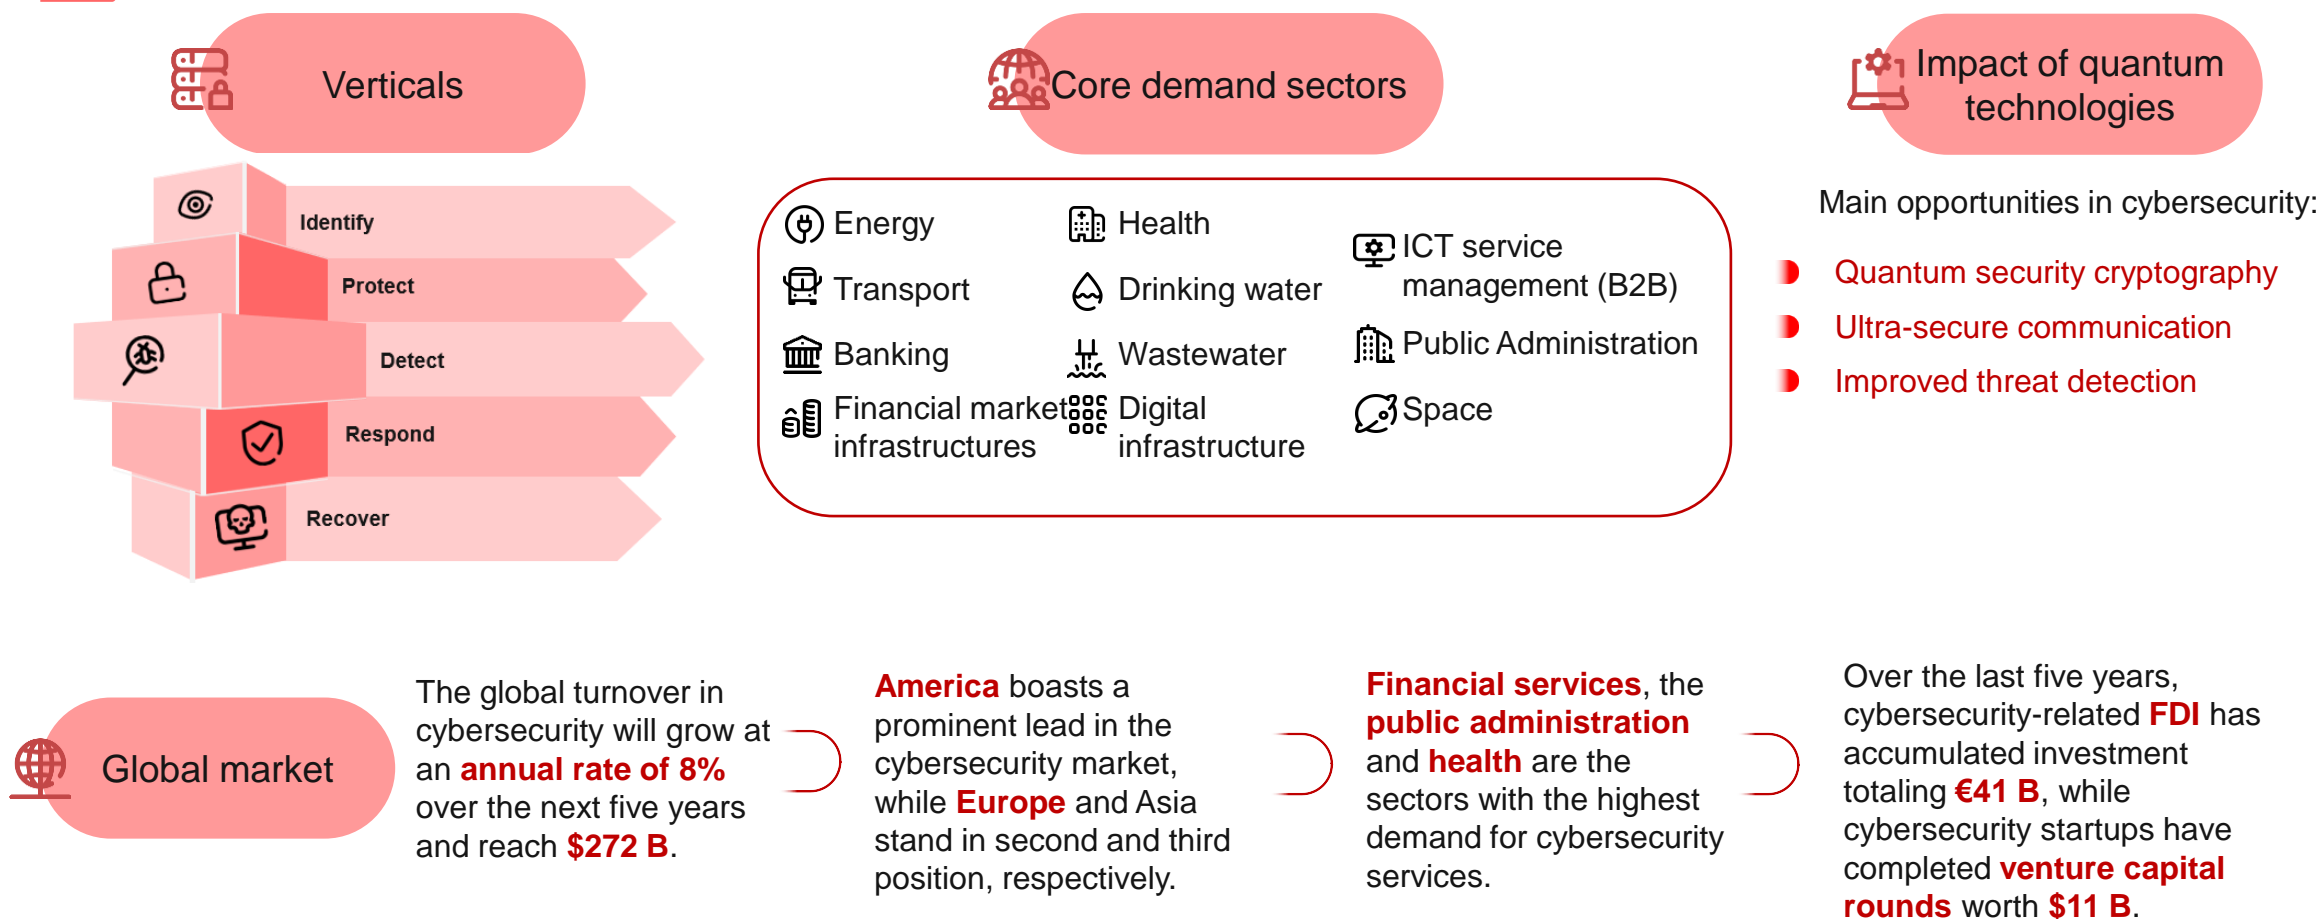 Verticals
Identify
Protect
Detect
Respond
Recover
Core demand sectors
Energy
Transport
Banking
Financial market
infrastructures
Health
Drinking water
Wastewater
Digital
infrastructure
ICT service
management (B2B)
Public Administration
Space
Impact of quantum
technologies
Main opportunities in cybersecurity:
Quantum security cryptography
Ultra-secure communication
Improved threat detection
Global market
The global turnover in
cybersecurity will grow at
an annual rate of 8%
over the next five years
and reach $272 B.
America boasts a
prominent lead in the
cybersecurity market,
while Europe and Asia
stand in second and third
position, respectively.
Financial services, the
public administration
and health are the
sectors with the highest
demand for cybersecurity
services.
Over the last five years,
cybersecurity-related FDI has
accumulated investment
totaling €41 B, while
cybersecurity startups have
completed venture capital
rounds worth $11 B.